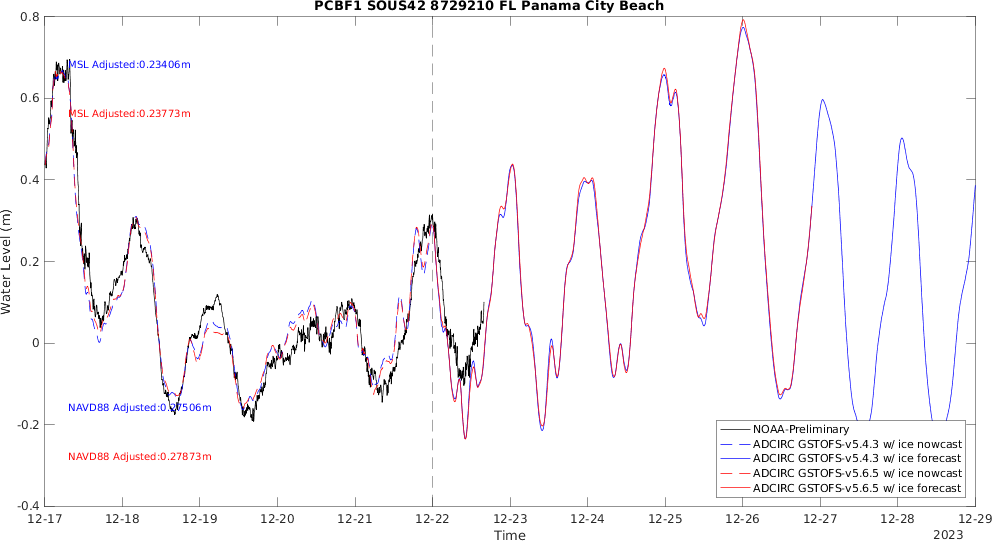 PCBF1 SOUS42 8729210 FL Panama City Beach
0.8
0.6
0.4
0.2
0
-0.2
-0.4
Water Level (m)
MSL Adjusted:0.23406m
MSL Adjusted:0.23773m
NAVD88 Adjusted:0.27506m
NAVD88 Adjusted:0.27873m
NOAA-Preliminary
ADCIRC GSTOFS-v5.4.3 w/ ice nowcast
ADCIRC GSTOFS-v5.4.3 w/ ice forecast
ADCIRC GSTOFS-v5.6.5 w/ ice nowcast
ADCIRC GSTOFS-v5.6.5 w/ ice forecast
12-17 12-18 12-19 12-20 12-21 12-22 12-23 12-24 12-25 12-26 12-27 12-28 12-29
Time
2023